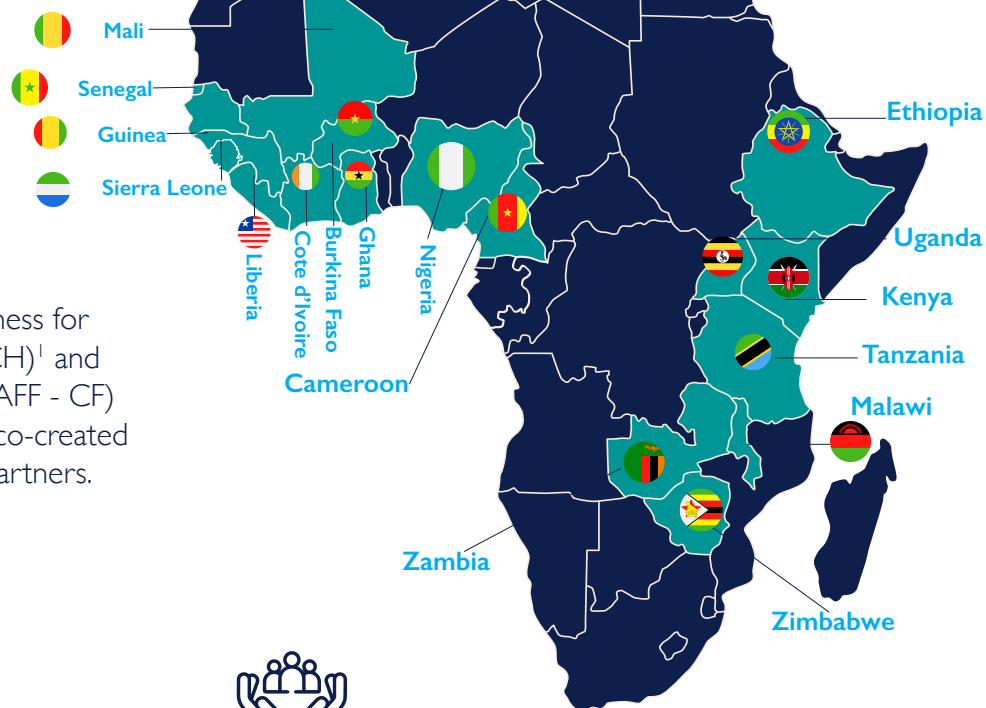 Mali
Senegal
Guinea
Sierra Leone
Liberia
Cote d'Ivoire
Burkina Faso
Ghana
Nigeria
Cameroon
Ethiopia
Uganda
Kenya
Tanzania
Malawi
Zambia
Zimbabwe
ness for
CH)¹ and
AFF - CF)
co-created
artners.